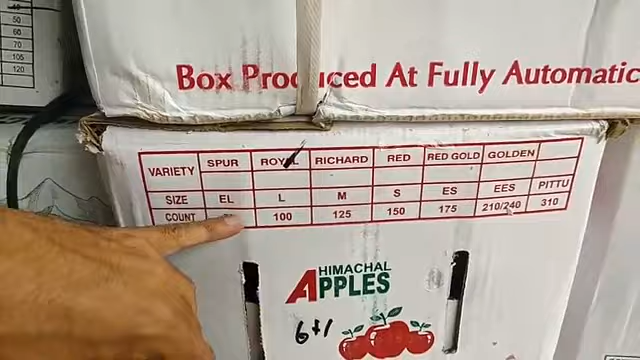 50
60
70
105
120
Box Produced At Fully Automatic
VARIETY SPUR ROYAL RICHARD RED RED GOLD GOLDEN
SIZE EL L M S ES EES PITTU
COUNT 100 125 150 175 210/240 310
HIMACHAL
APPLES
6+1